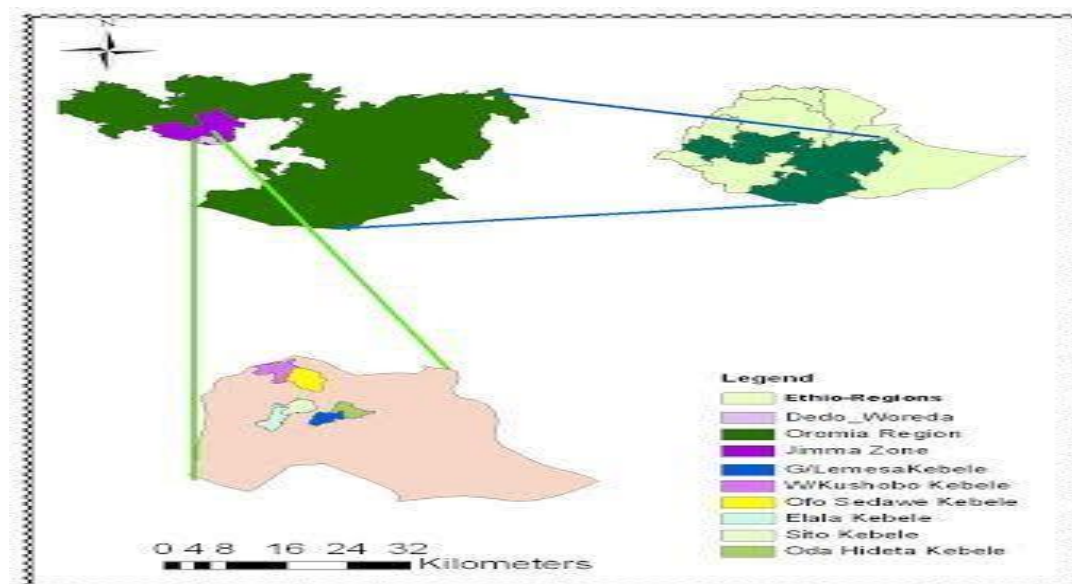 N
Legend
Ethio-Regions
Dedo_Woreda
Oromia Region
Jimma Zone
G/LemesaKebele
W/Kushobo Kebele
Ofo Sedawe Kebele
Elala Kebele
Sito Kebele
Oda Hideta Kebele
0 4 8 16 24 32
Kilometers